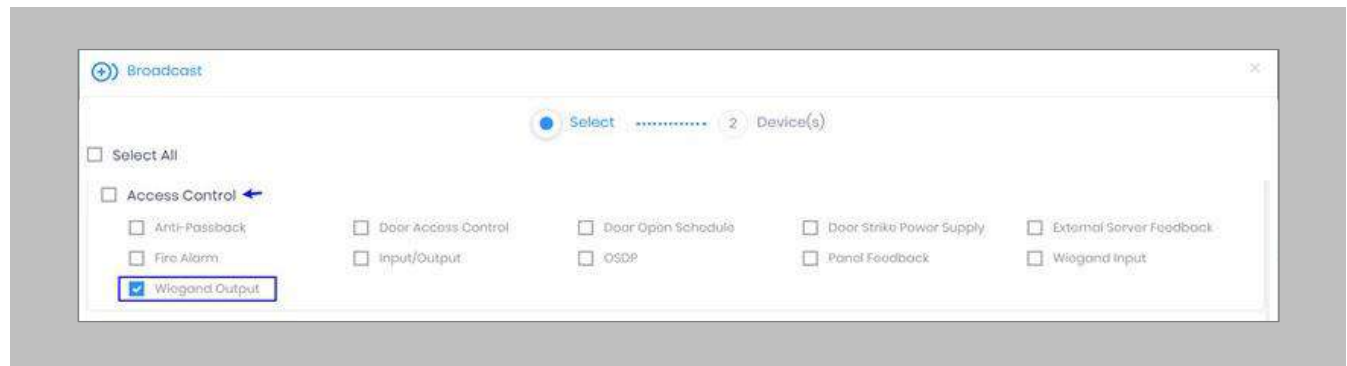 Broadcast
Select 2 Device(s)
Select All
Access Control
Anti-Passback Door Access Control Door Open Schedule Door Strike Power Supply External Server Feedback
Fire Alarm Input/Output OSDP Panel Feedback Wiegand Input
Wiegand Output